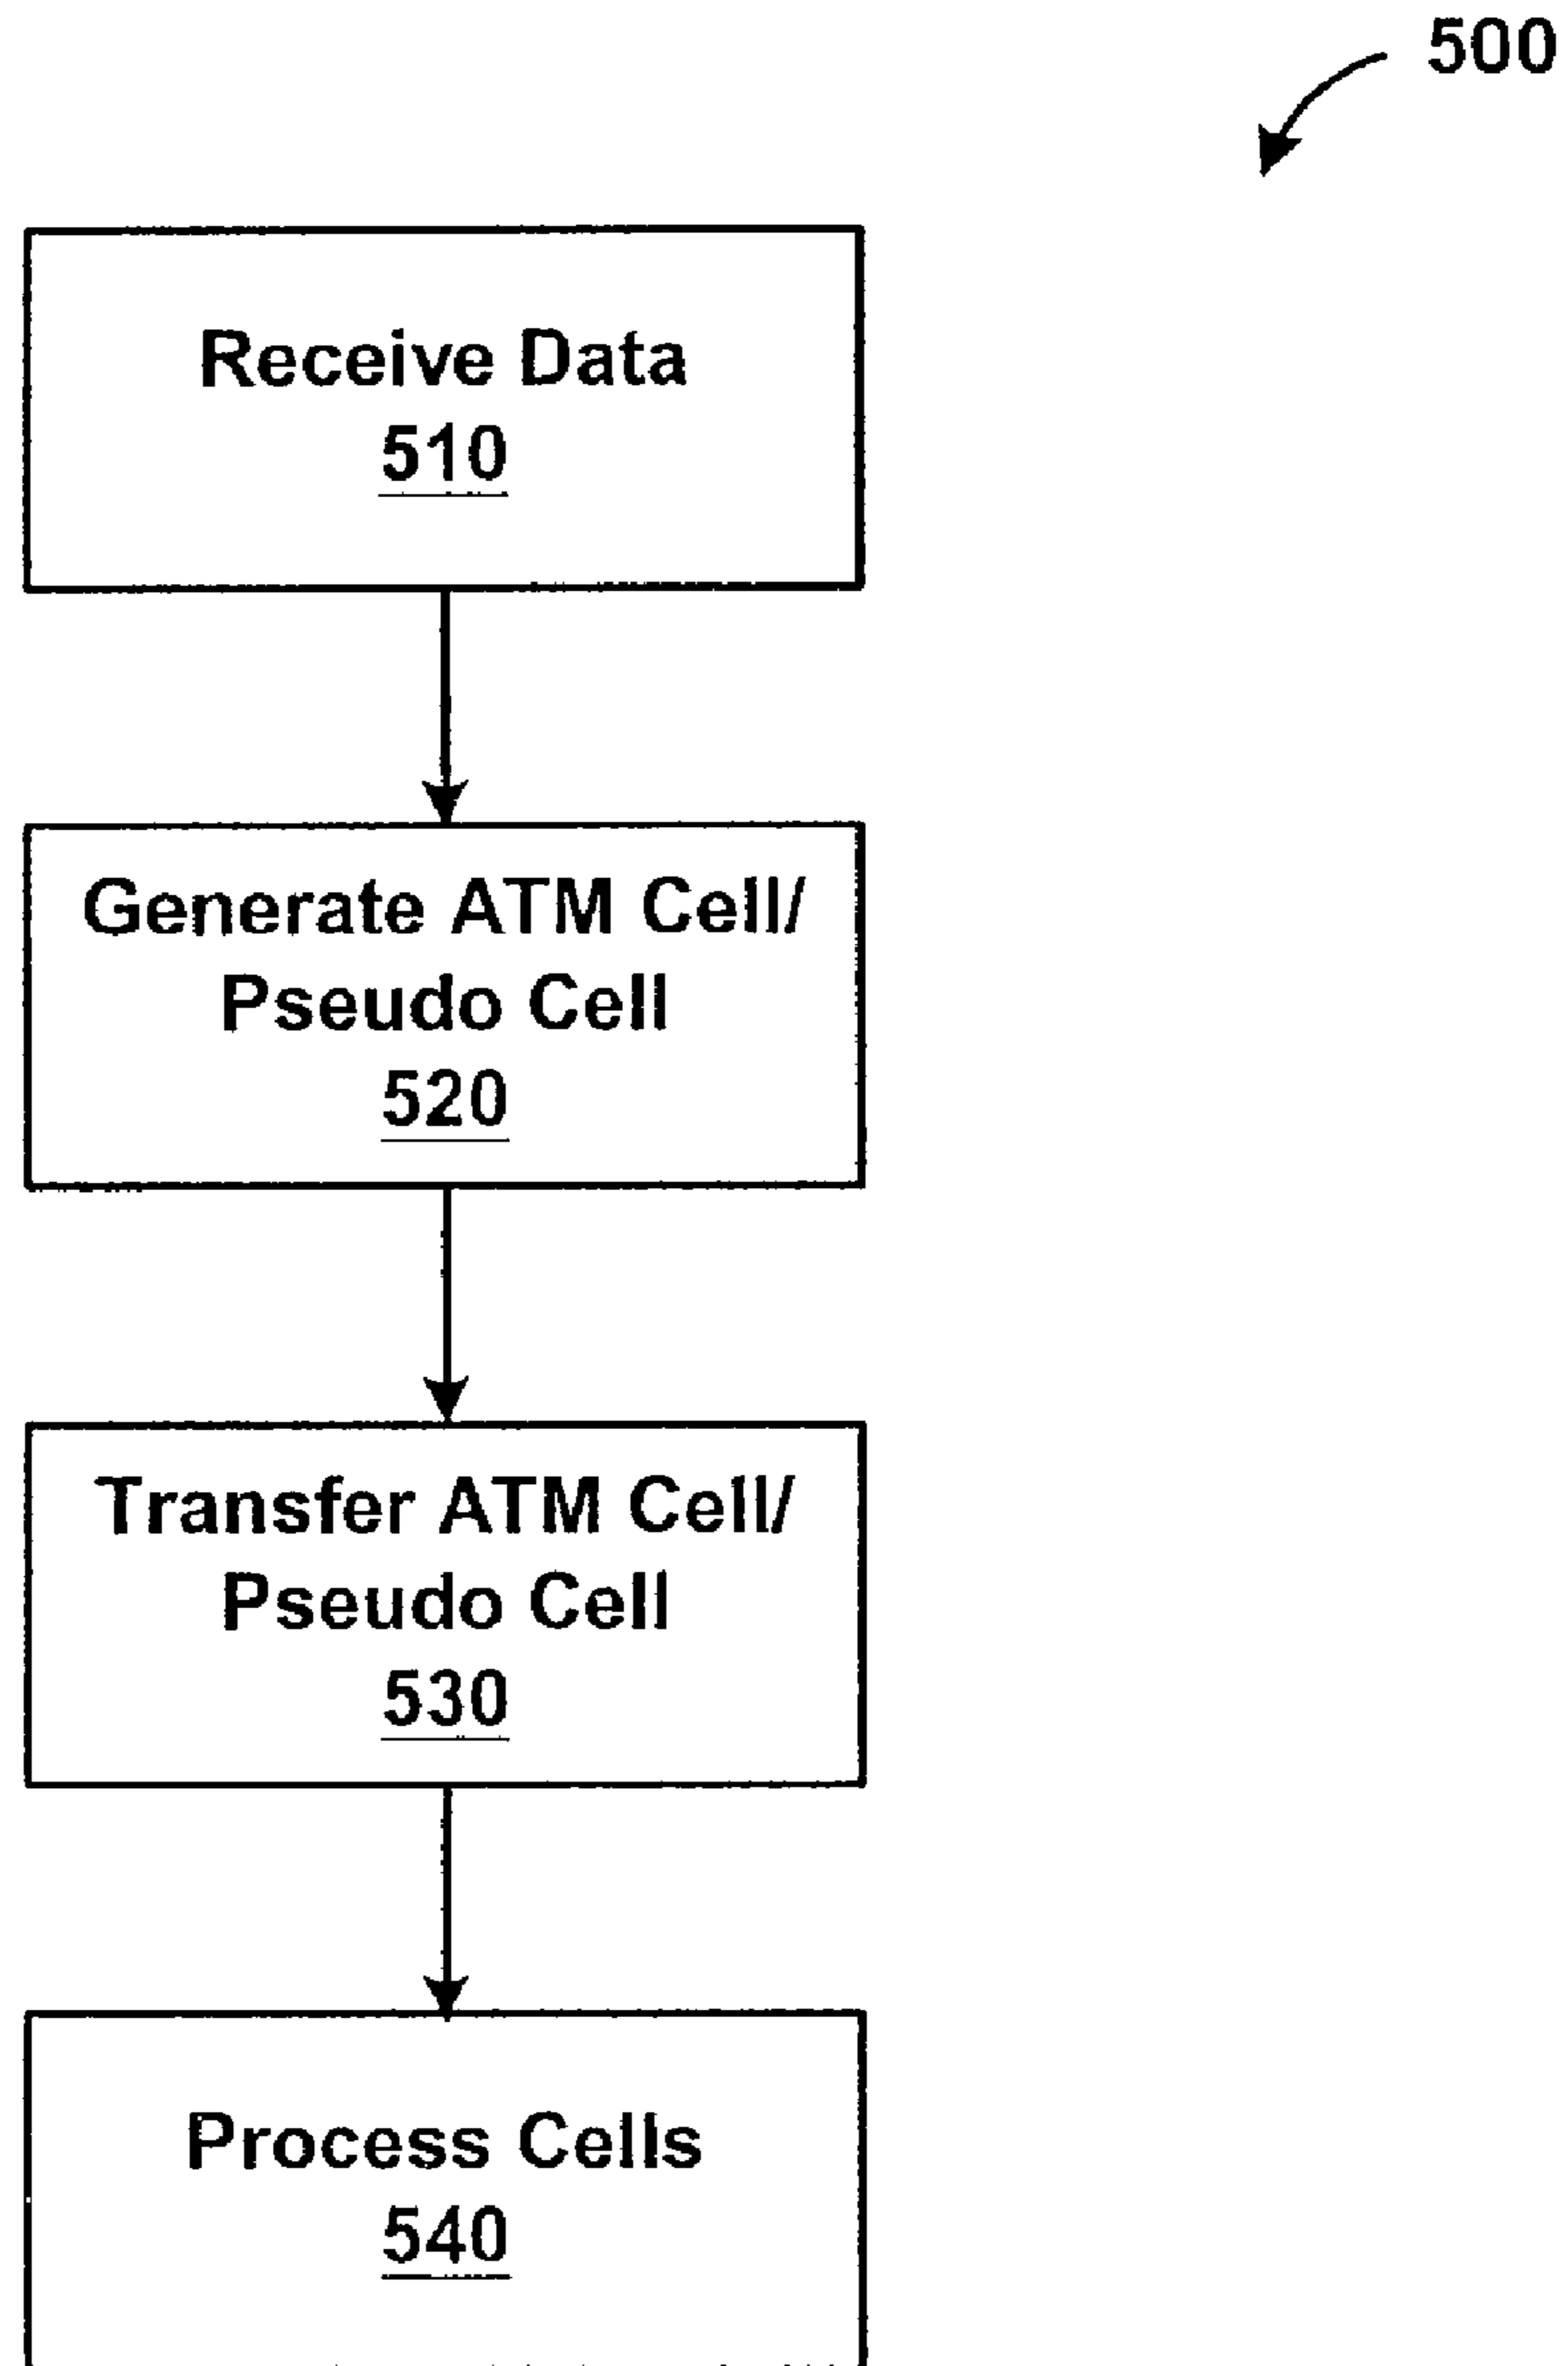 500
Receive Data
510
Generate ATM Cell/
Pseudo Cell
520
Transfer ATM Cell/
Pseudo Cell
530
Process Cells
540